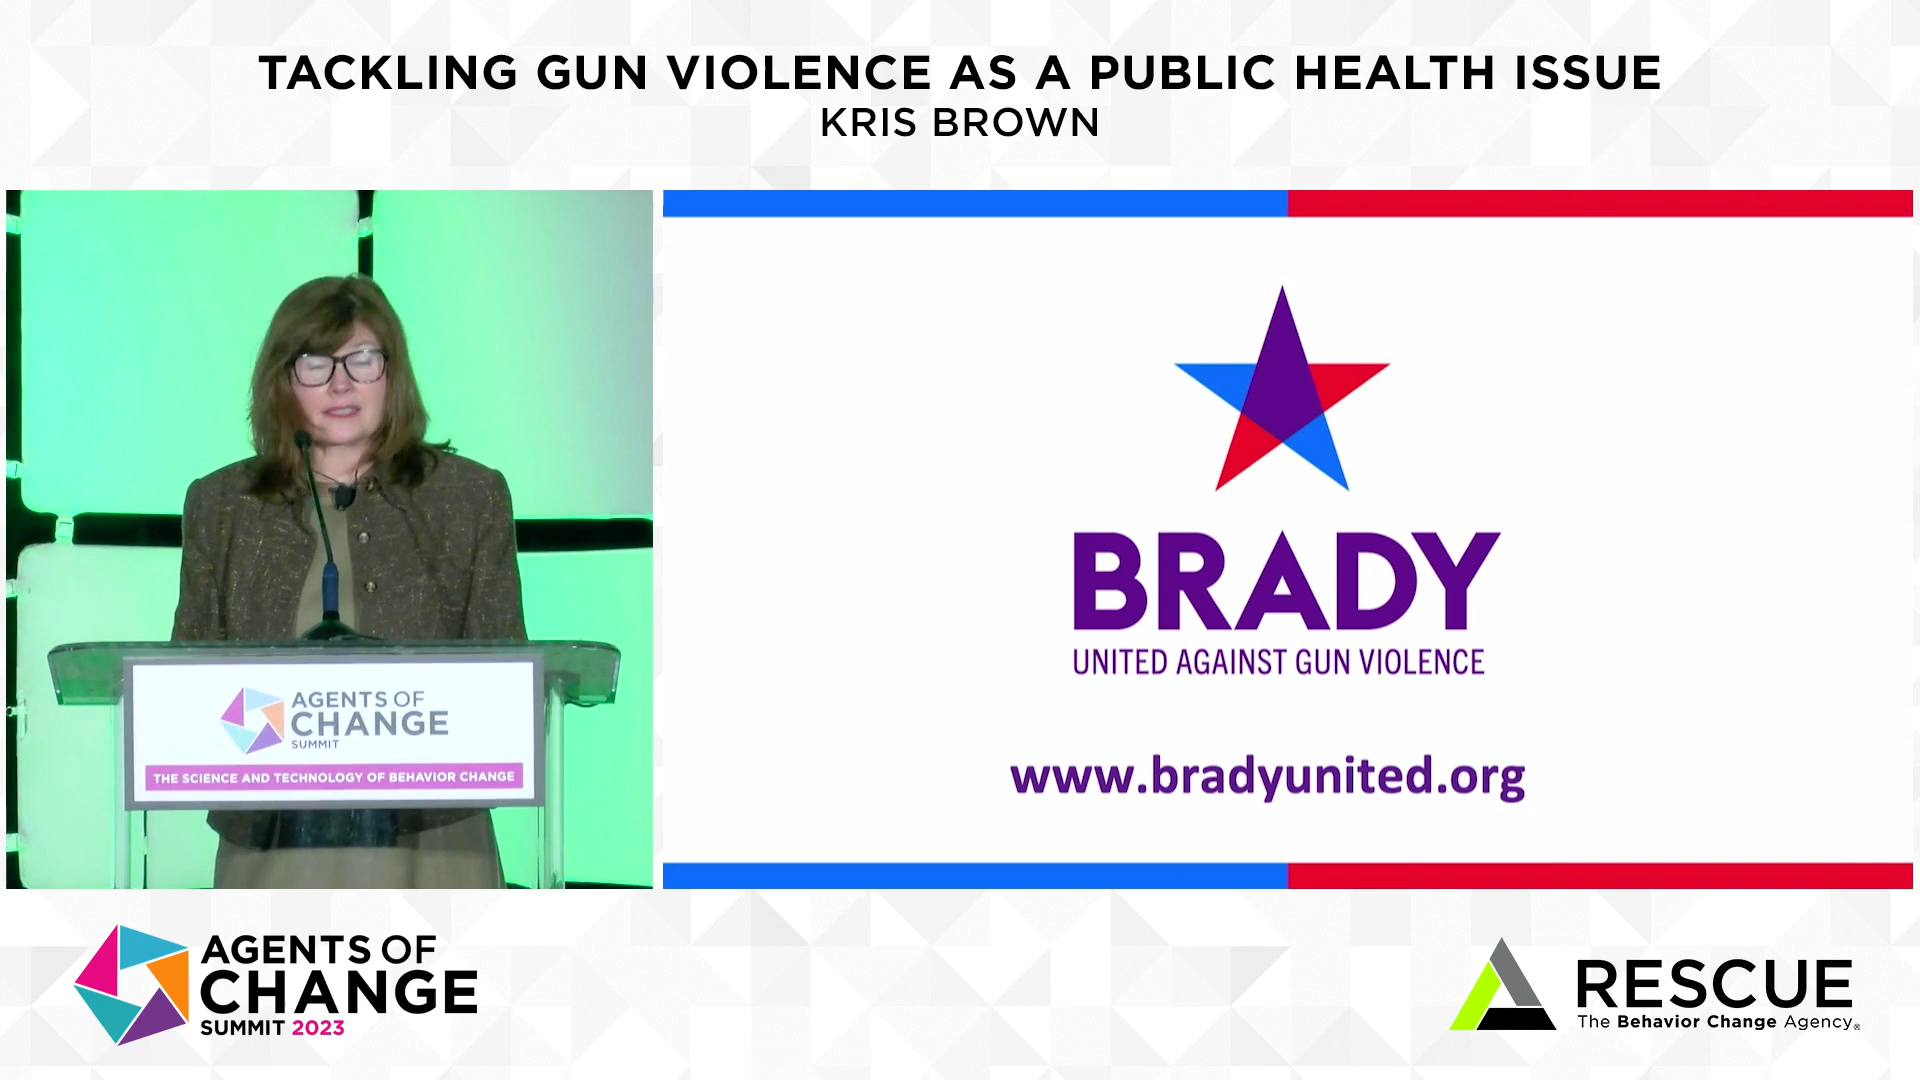 TACKLING GUN VIOLENCE AS A PUBLIC HEALTH ISSUE
KRIS BROWN
AGENTS OF
CHANGE
SUMMIT
THE SCIENCE AND TECHNOLOGY OF BEHAVIOR CHANGE
BRADY
UNITED AGAINST GUN VIOLENCE
www.bradyunited.org
AGENTS OF
CHANGE
SUMMIT 2023
RESCUE
The Behavior Change Agency®